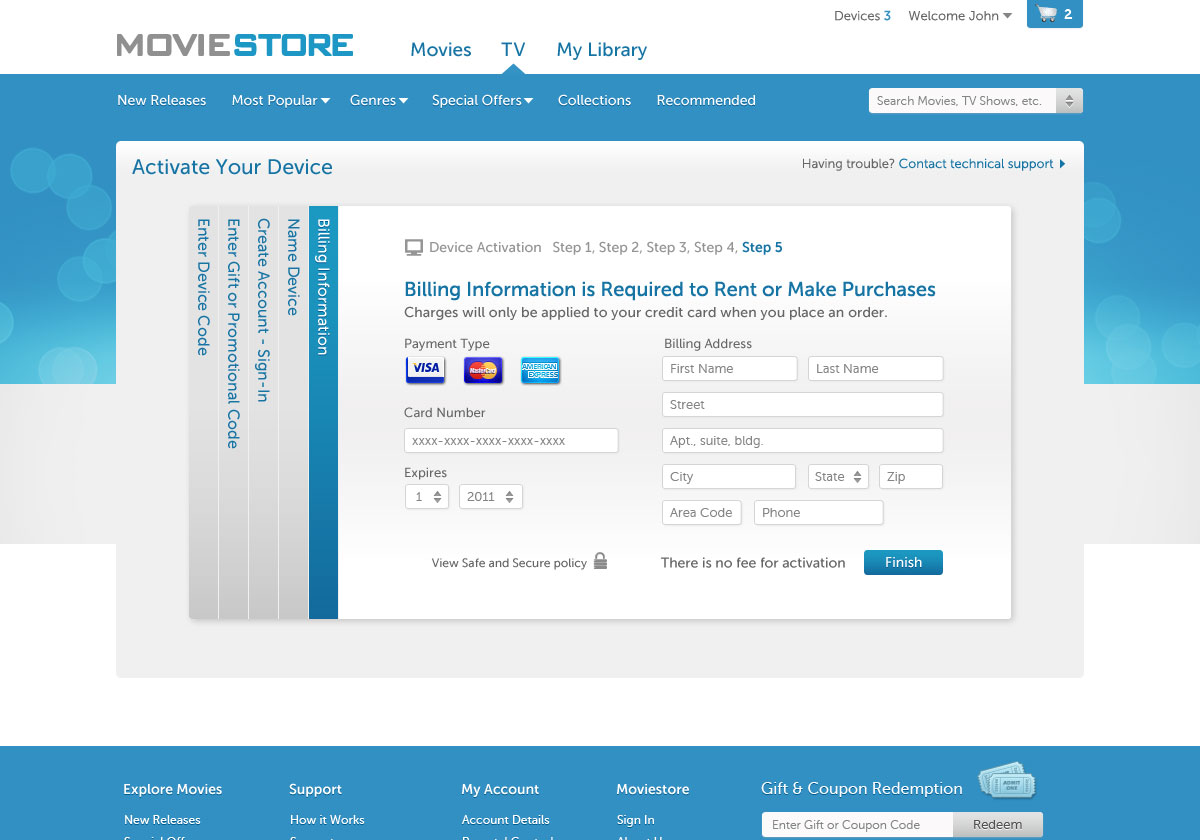 Devices 3 Welcome John 2
MOVIESTORE Movies TV My Library
New Releases Most Popular Genres Special Offers Collections Recommended Search Movies, TV Shows, etc.
Activate Your Device Having trouble? Contact technical support
Enter Device Code
Enter Gift or Promotional Code
Create Account - Sign-In
Name Device
Billing Information
Device Activation Step 1, Step 2, Step 3, Step 4, Step 5
Billing Information is Required to Rent or Make Purchases
Charges will only be applied to your credit card when you place an order.
Payment Type
VISA MasterCard AMERICAN EXPRESS
Card Number
xxxx-xxxx-xxxx-xxxx-xxxx
Expires
1 2011
Billing Address
First Name Last Name
Street
Apt., suite, bldg.
City State Zip
Area Code Phone
View Safe and Secure policy There is no fee for activation Finish
Explore Movies Support My Account Moviestore Gift & Coupon Redemption
ADMIT ONE
New Releases How it Works Account Details Sign In Enter Gift or Coupon Code Redeem